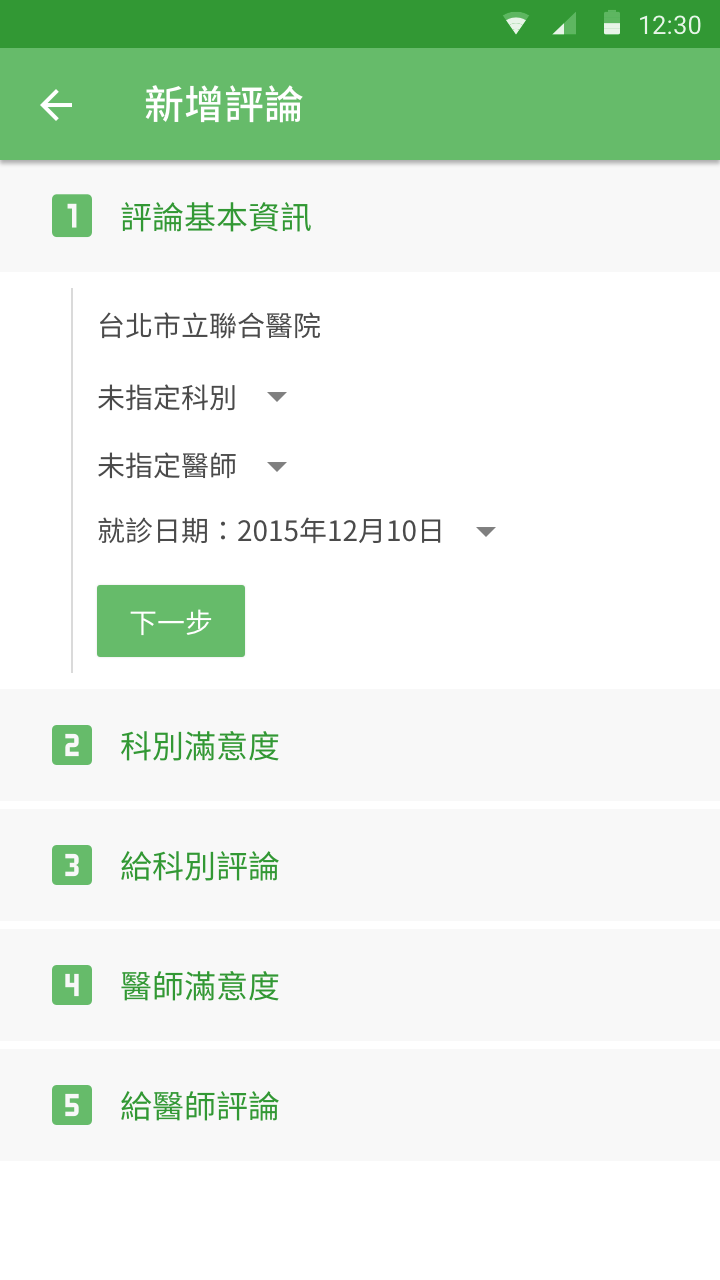 12:30
新增評論
1 評論基本資訊
台北市立聯合醫院
未指定科別
未指定醫師
就診日期：2015年12月10日
下一步
2 科別滿意度
3 給科別評論
4 醫師滿意度
5 給醫師評論